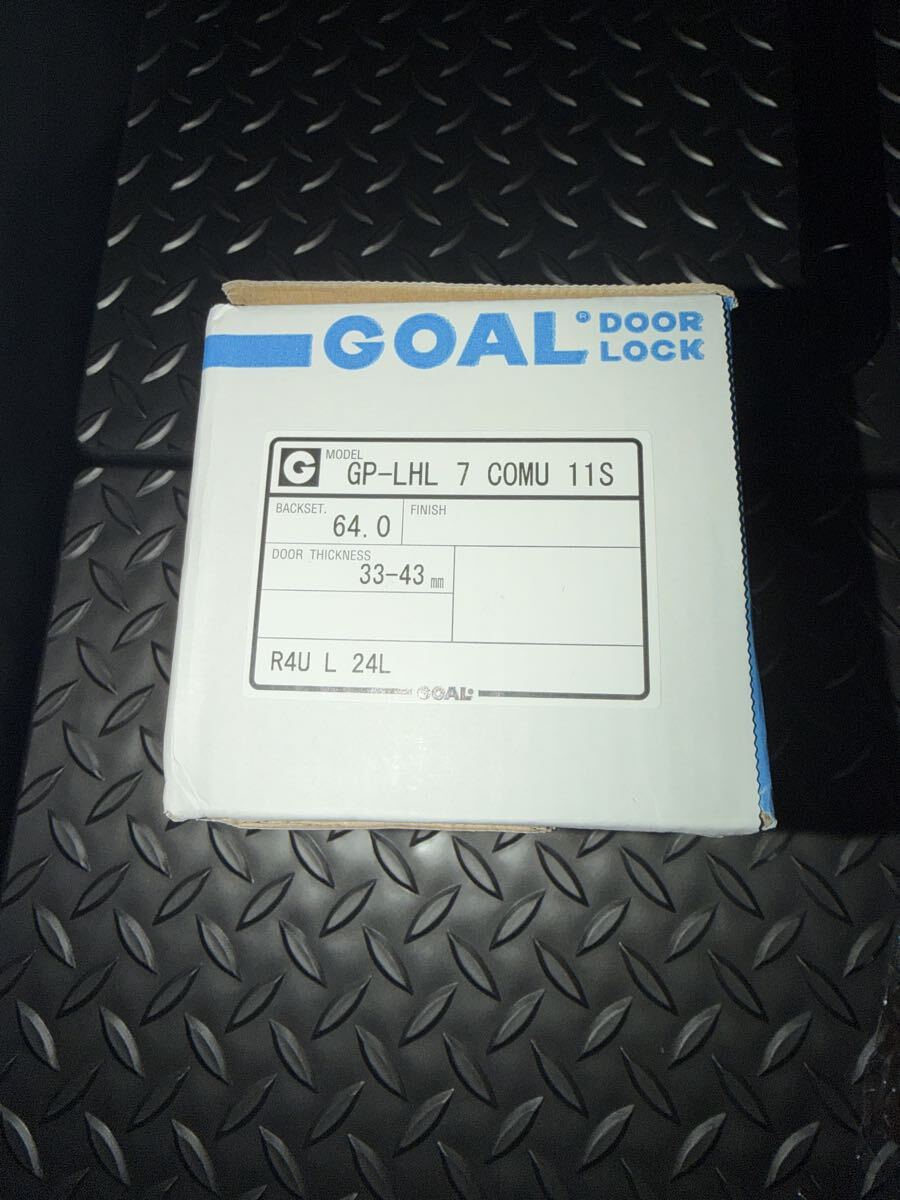 GOAL® DOOR LOCK
G MODEL GP-LHL 7 COMU 11S
BACKSET. 64.0 FINISH
DOOR THICKNESS 33-43 mm
R4U L 24L
GOAL®